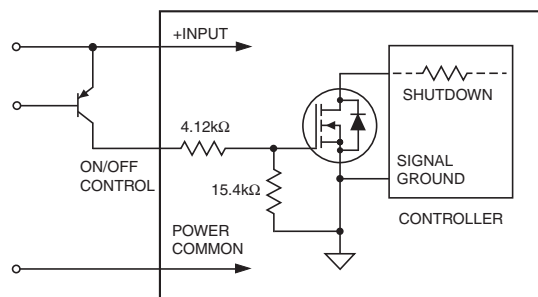 +INPUT
4.12kΩ
ON/OFF
CONTROL
15.4kΩ
POWER
COMMON
SHUTDOWN
SIGNAL
GROUND
CONTROLLER